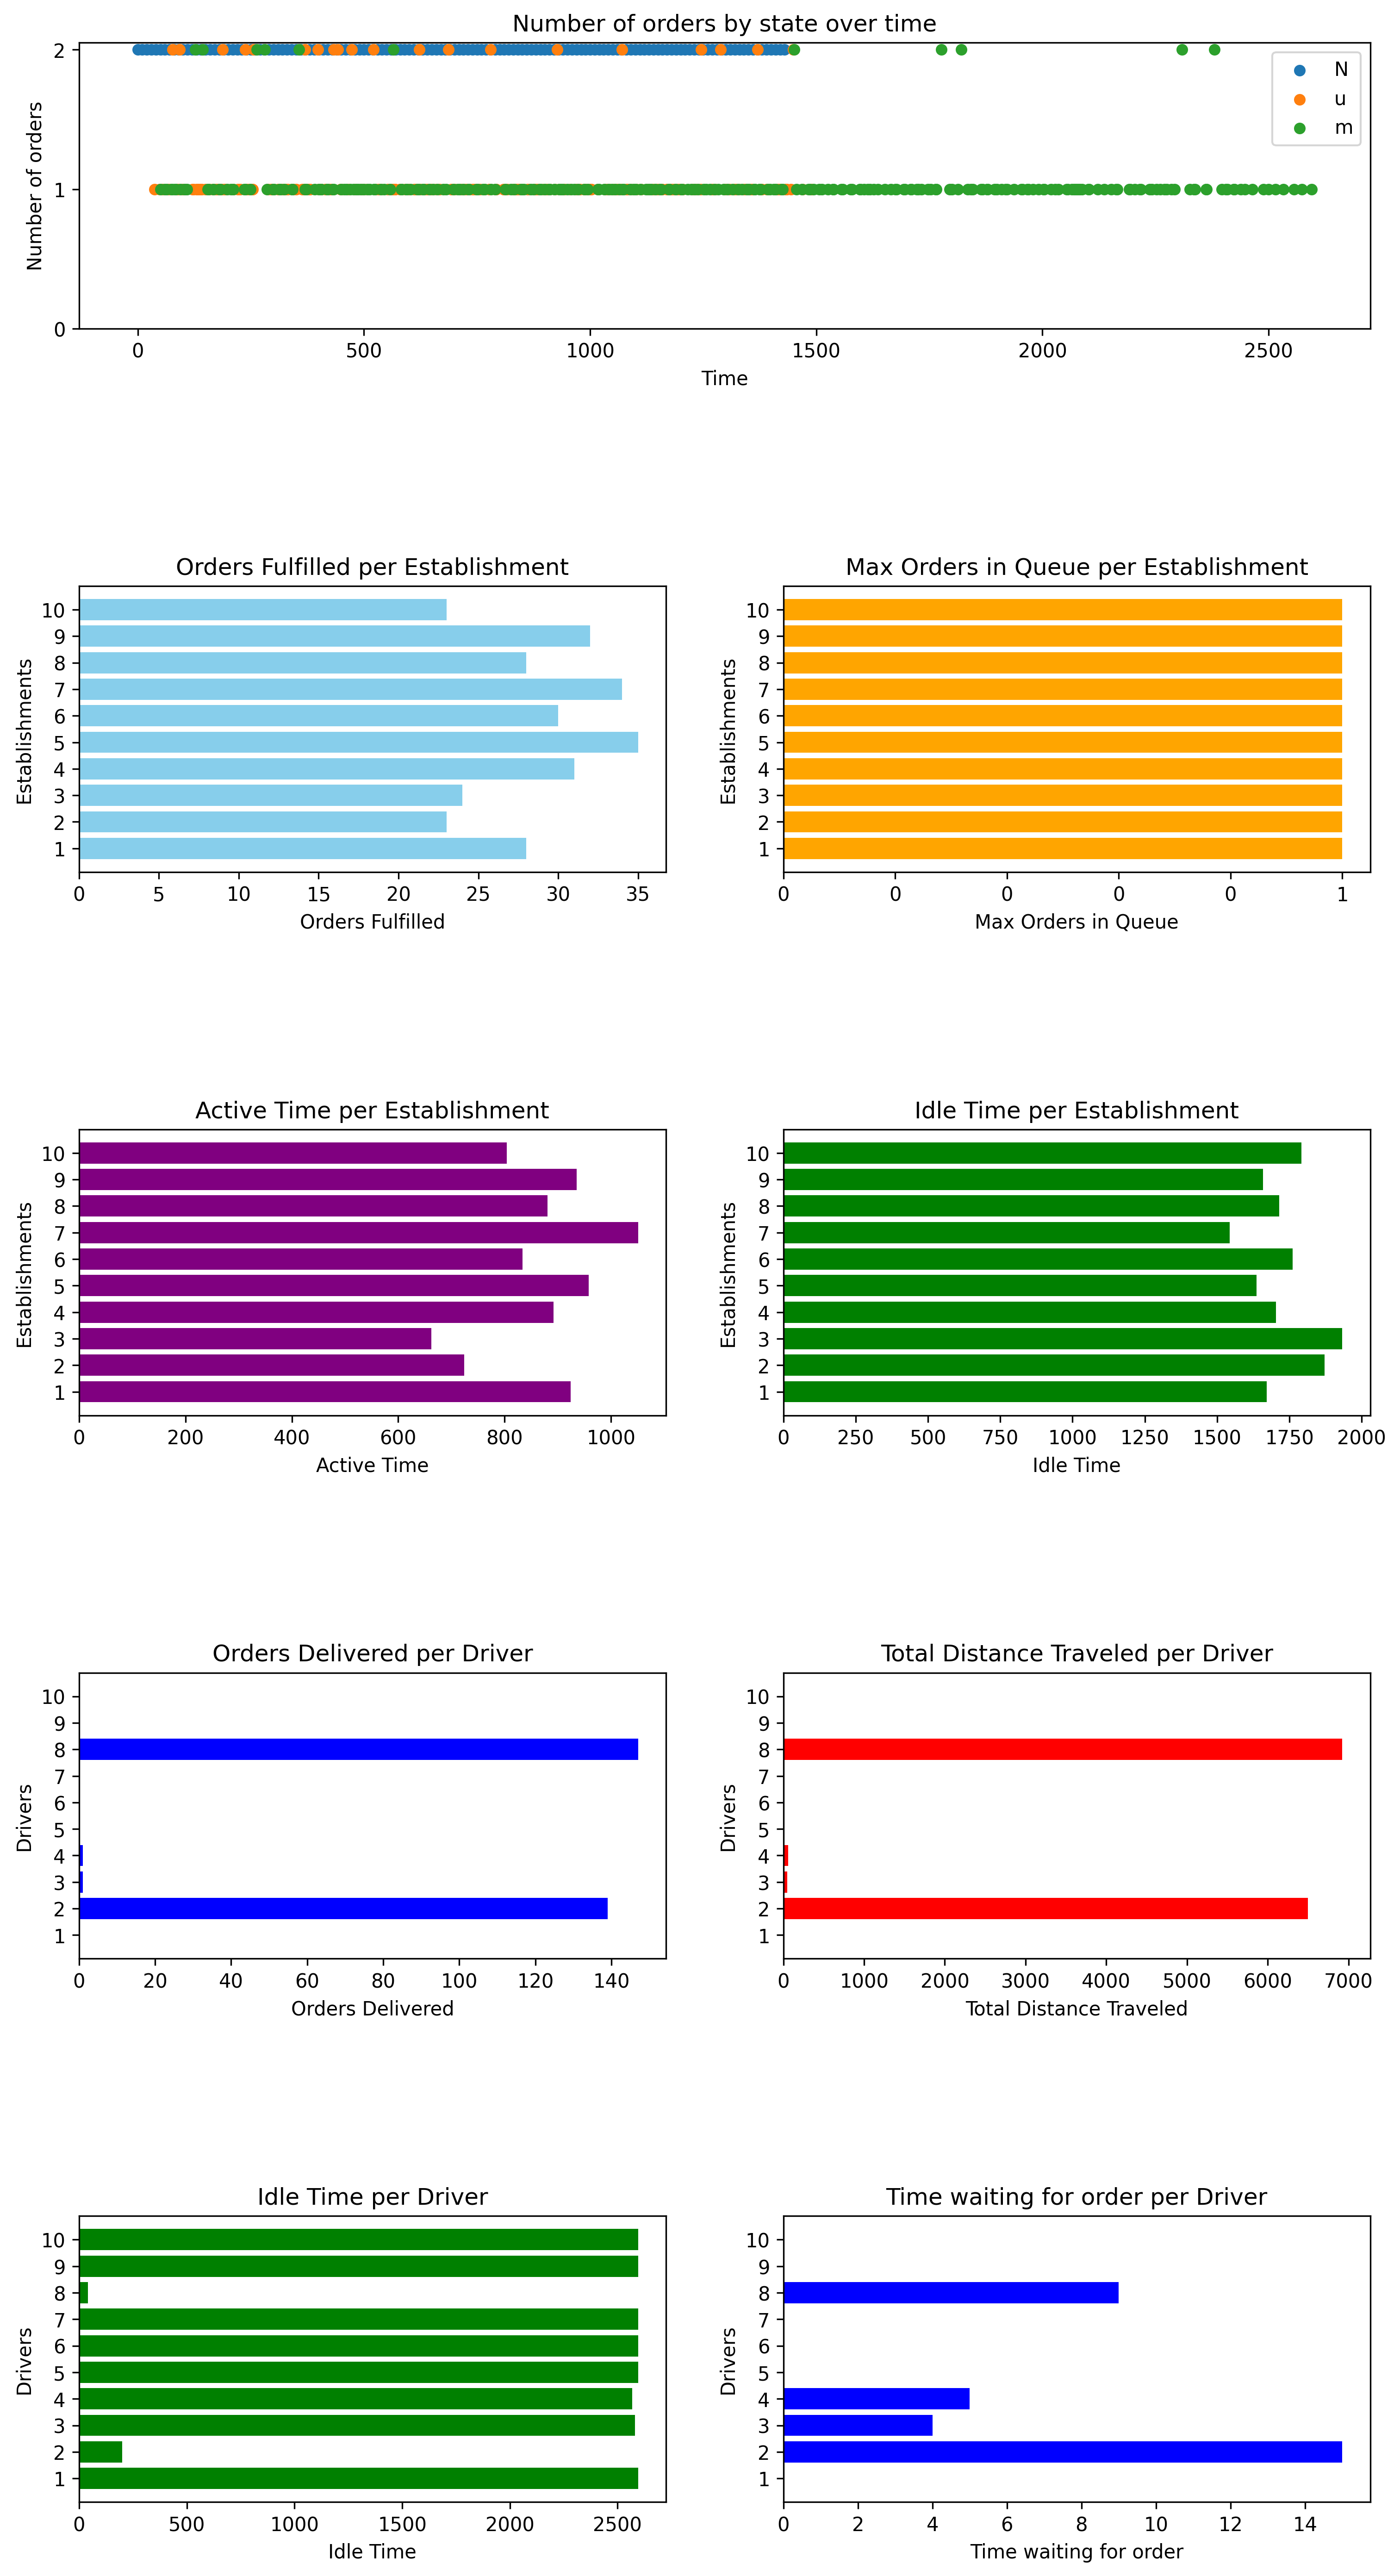 Number of orders by state over time
Number of orders
2
1
0
N
u
m
0 500 1000 1500 2000 2500
Time
Orders Fulfilled per Establishment
Establishments
10
9
8
7
6
5
4
3
2
1
0 5 10 15 20 25 30 35
Orders Fulfilled
Max Orders in Queue per Establishment
Establishments
10
9
8
7
6
5
4
3
2
1
0 0 0 0 0 1
Max Orders in Queue
Active Time per Establishment
Establishments
10
9
8
7
6
5
4
3
2
1
0 200 400 600 800 1000
Active Time
Idle Time per Establishment
Establishments
10
9
8
7
6
5
4
3
2
1
0 250 500 750 1000 1250 1500 1750 2000
Idle Time
Orders Delivered per Driver
Drivers
10
9
8
7
6
5
4
3
2
1
0 20 40 60 80 100 120 140
Orders Delivered
Total Distance Traveled per Driver
Drivers
10
9
8
7
6
5
4
3
2
1
0 1000 2000 3000 4000 5000 6000 7000
Total Distance Traveled
Idle Time per Driver
Drivers
10
9
8
7
6
5
4
3
2
1
0 500 1000 1500 2000 2500
Idle Time
Time waiting for order per Driver
Drivers
10
9
8
7
6
5
4
3
2
1
0 2 4 6 8 10 12 14
Time waiting for order